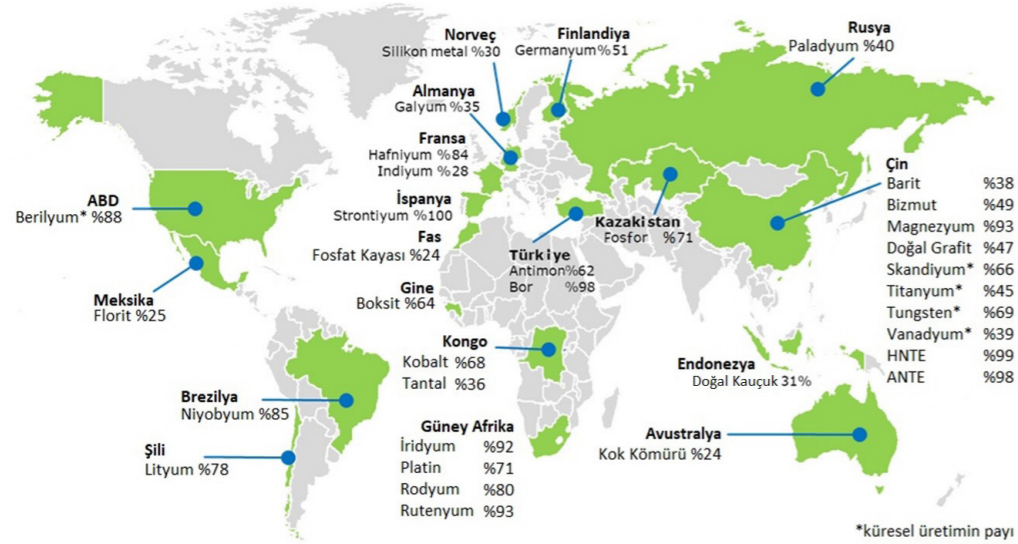 Norveç
Silikon metal %30
Finlandiya
Germanyum%51
Rusya
Paladyum %40
Almanya
Galyum %35
Fransa
Hafniyum %84
Indiyum %28
Çin
Barit %38
Bizmut %49
Magnezyum %93
Doğal Grafit %47
Skandiyum* %66
Titanyum* %45
Tungsten* %69
Vanadyum* %39
HNTE %99
ANTE %98
ABD
Berilyum* %88
İspanya
Strontiyum %100
Kazakistan
Fosfor %71
Fas
Fosfat Kayası %24
Türkiye
Antimon%62
Bor %98
Meksika
Florit %25
Gine
Boksit %64
Kongo
Kobalt %68
Tantal %36
Endonezya
Doğal Kauçuk 31%
Brezilya
Niyobyum %85
Güney Afrika
İridyum %92
Platin %71
Rodyum %80
Rutenyum %93
Avustralya
Kok Kömürü %24
Şili
Lityum %78
*küresel üretimin payı